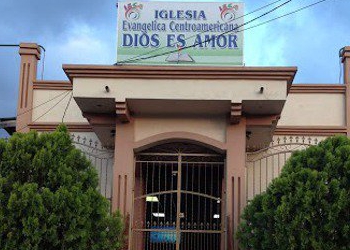 IGLESIA
Evangelica Centroamericana
DIOS ES AMOR